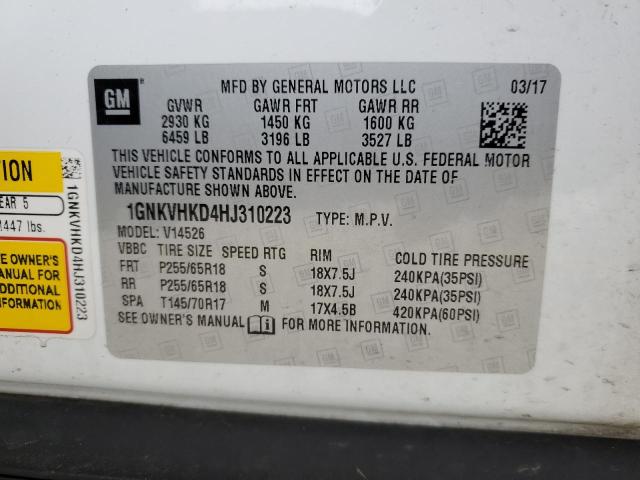 GM
MFD BY GENERAL MOTORS LLC 03/17
GVWR GAWR FRT GAWR RR
2930 KG 1450 KG 1600 KG
6459 LB 3196 LB 3527 LB
THIS VEHICLE CONFORMS TO ALL APPLICABLE U.S. FEDERAL MOTOR
VEHICLE SAFETY STANDARDS IN EFFECT ON THE DATE OF
MANUFACTURE SHOWN ABOVE.
1GNKVHKD4HJ310223 TYPE: M.P.V.
MODEL: V14526
VBBC TIRE SIZE SPEED RTG RIM COLD TIRE PRESSURE
FRT P255/65R18 S 18X7.5J 240KPA(35PSI)
RR P255/65R18 S 18X7.5J 240KPA(35PSI)
SPA T145/70R17 M 17X4.5B 420KPA(60PSI)
SEE OWNER'S MANUAL FOR MORE INFORMATION
TION
EAR 5
447 lbs.
OWNER'S
MANUAL FOR
ADDITIONAL
INFORMATION
1GNKVHKD4HJ310223